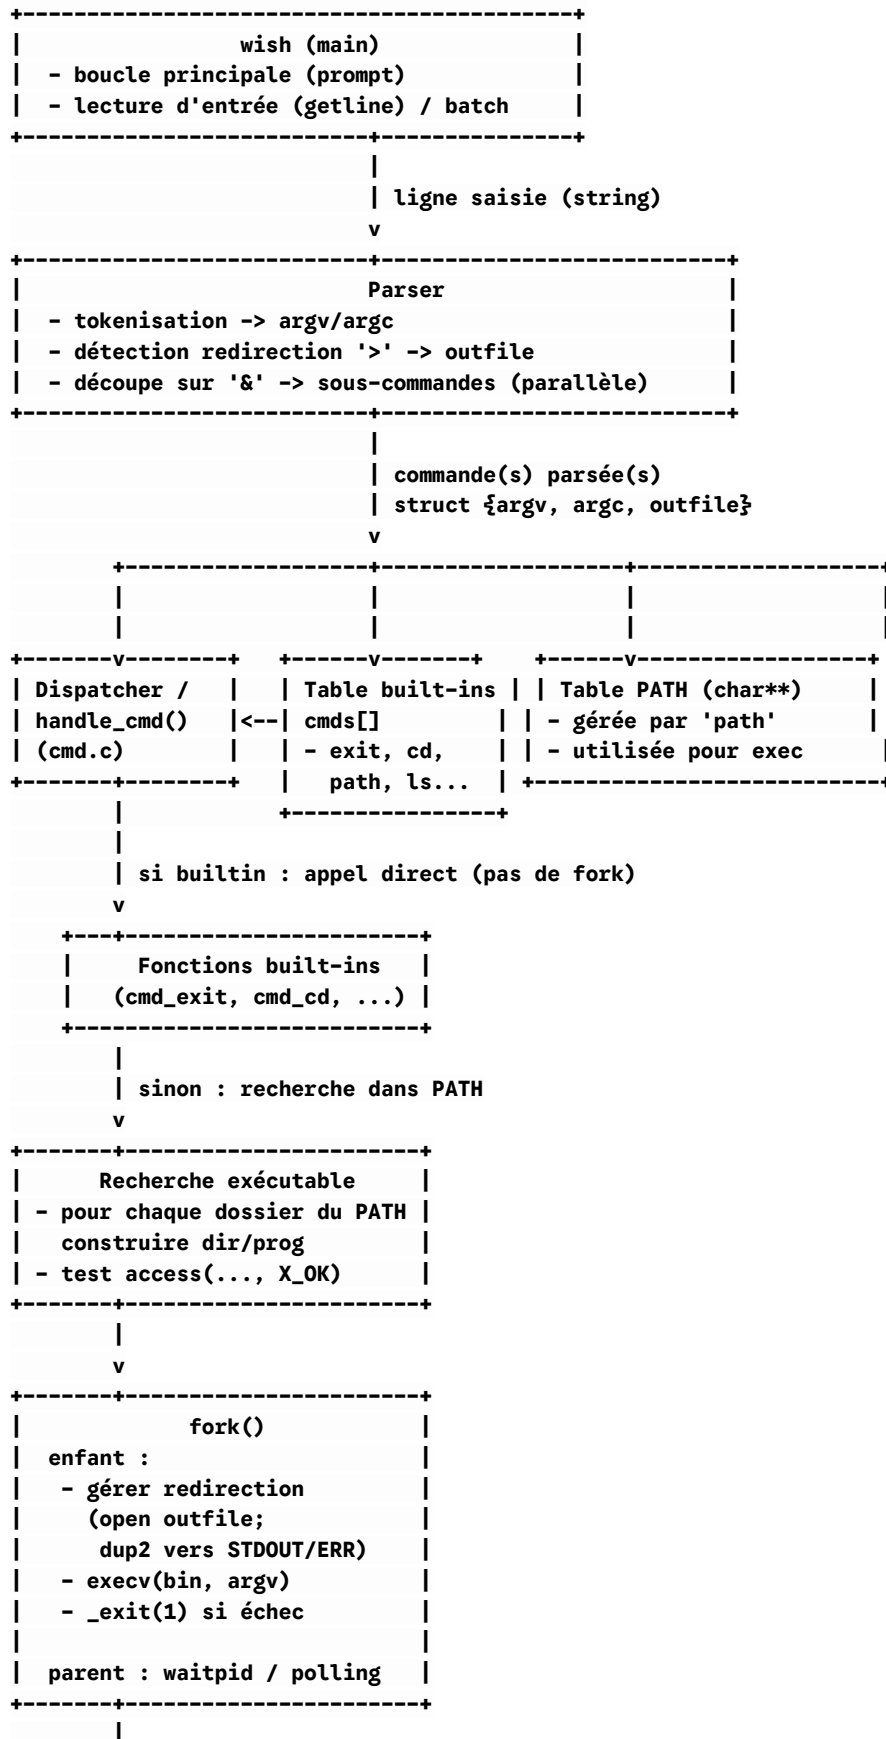 +-------------------------------------------+
|                 wish (main)               |
|  - boucle principale (prompt)             |
|  - lecture d'entrée (getline) / batch     |
+---------------------------+---------------+
                            |
                            | ligne saisie (string)
                            v
+---------------------------+---------------------------+
|                           Parser                      |
|  - tokenisation -> argv/argc                          |
|  - détection redirection '>' -> outfile               |
|  - découpe sur '&' -> sous-commandes (parallèle)      |
+---------------------------+---------------------------+
                            |
                            | commande(s) parsée(s)
                            | struct {argv, argc, outfile}
                            v
        +-------------------+-------------------+-------------------+
        |                   |                   |                   |
        |                   |                   |                   |
+-------v--------+   +------v-------+    +------v------------------+
| Dispatcher /   |   | Table built-ins | | Table PATH (char**)     |
| handle_cmd()   |<--| cmds[]        | | - gérée par 'path'       |
| (cmd.c)        |   | - exit, cd,    | | - utilisée pour exec      |
+-------+--------+   |   path, ls...  | +---------------------------+
        |            +----------------+
        |
        | si builtin : appel direct (pas de fork)
        v
    +---+-----------------------+
    |     Fonctions built-ins   |
    |   (cmd_exit, cmd_cd, ...) |
    +---------------------------+
        |
        | sinon : recherche dans PATH
        v
+-------+-----------------------+
|      Recherche exécutable     |
| - pour chaque dossier du PATH |
|   construire dir/prog         |
| - test access(..., X_OK)      |
+-------+-----------------------+
        |
        v
+-------+-----------------------+
|             fork()            |
|  enfant :                     |
|   - gérer redirection         |
|     (open outfile;            |
|      dup2 vers STDOUT/ERR)    |
|   - execv(bin, argv)          |
|   - _exit(1) si échec         |
|                               |
|  parent : waitpid / polling   |
+-------+-----------------------+
        |